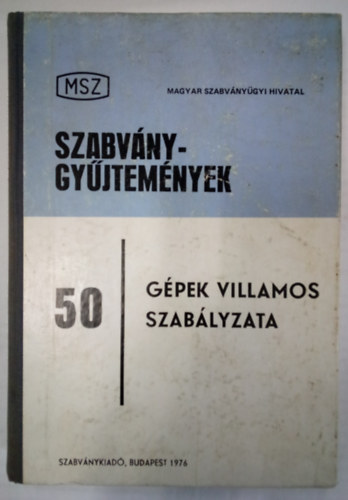 MSZ
MAGYAR SZABVÁNYÜGYI HIVATAL
SZABVÁNY-
GYŰJTEMÉNYEK
50
GÉPEK VILLAMOS
SZABÁLYZATA
SZABVÁNYKIADÓ, BUDAPEST 1976